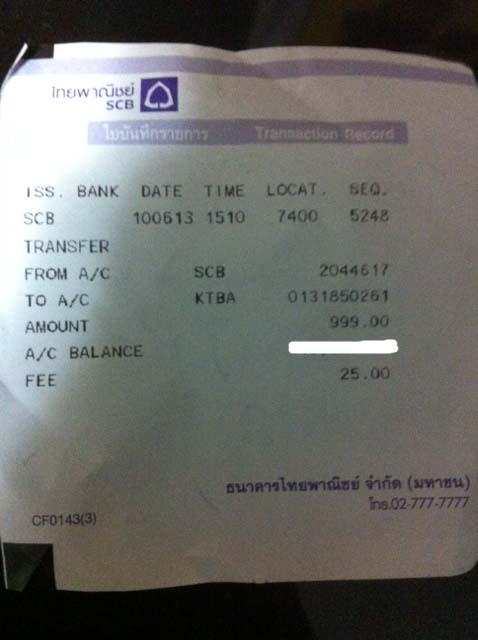 ไทยพาณิชย์
SCB
ใบบันทึกรายการ Transaction Record
ISS. BANK DATE TIME LOCAT. SEQ.
SCB 100613 1510 7400 5248
TRANSFER
FROM A/C SCB 2044617
TO A/C KTBA 0131850261
AMOUNT 999.00
A/C BALANCE
FEE 25.00
ธนาคารไทยพาณิชย์ จำกัด (มหาชน)
โทร.02-777-7777
CF0143(3)